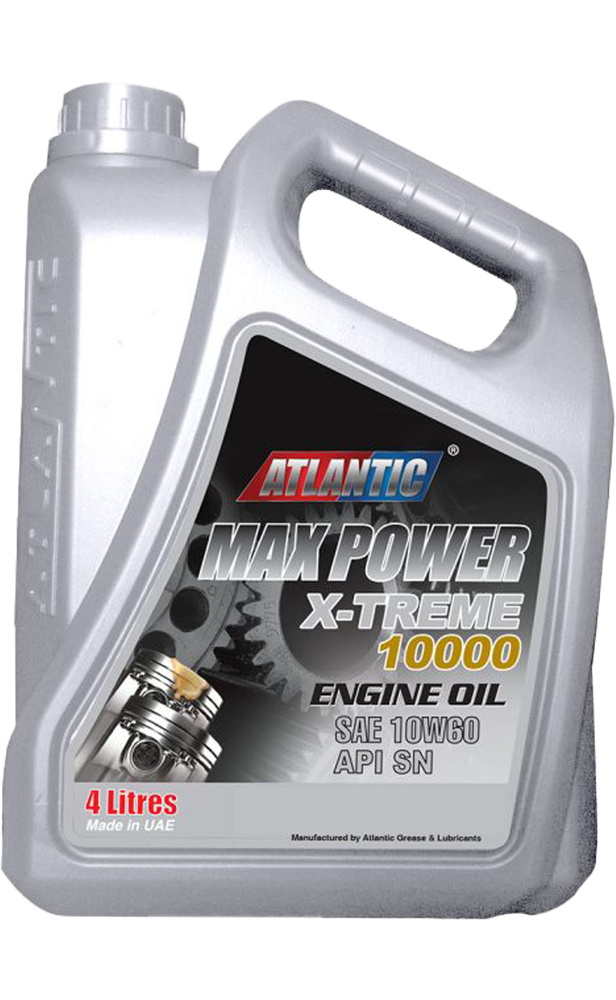 ATLANTIC
ATLANTIC ®
MAX POWER
X-TREME
10000
ENGINE OIL
SAE 10W60
API SN
4 Litres
Made in UAE
Manufactured by Atlantic Grease & Lubricants